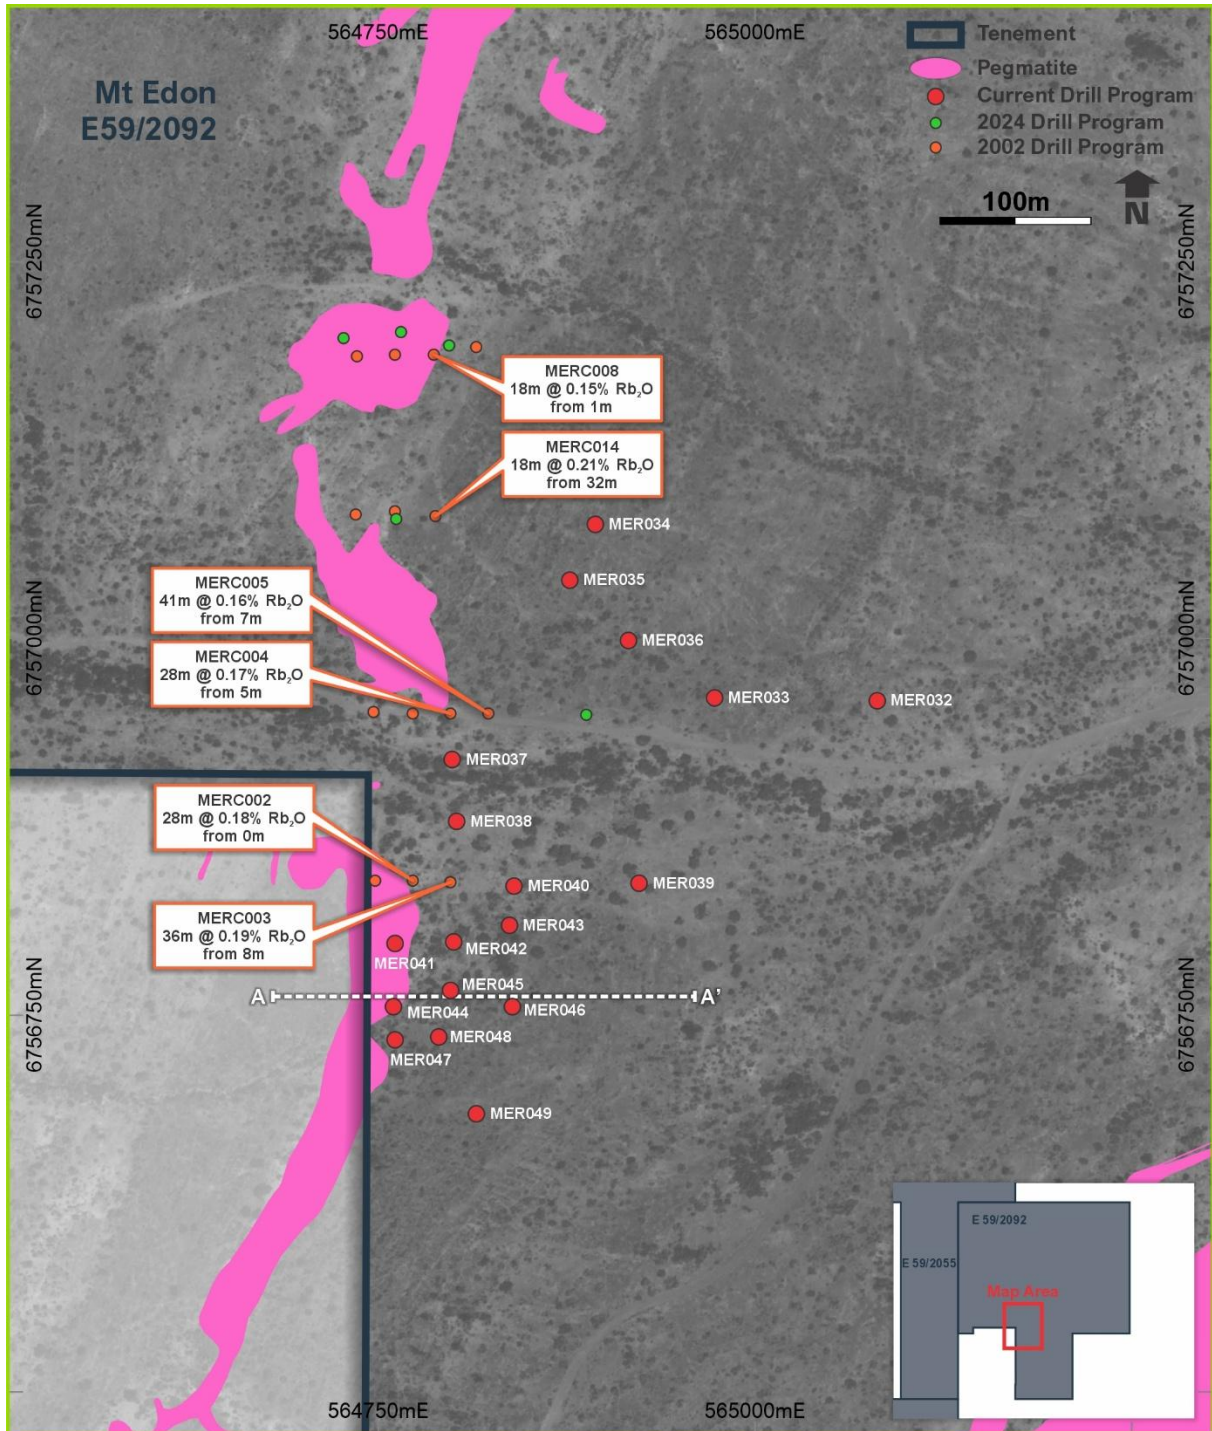 564750mE
565000mE
Mt Edon
E59/2092
Tenement
Pegmatite
Current Drill Program
2024 Drill Program
2002 Drill Program
100m
N
6757250mN
6757250mN
MERC008
18m @ 0.15% Rb₂O
from 1m
MERC014
18m @ 0.21% Rb₂O
from 32m
MER034
MER035
MERC005
41m @ 0.16% Rb₂O
from 7m
6757000mN
6757000mN
MER036
MERC004
28m @ 0.17% Rb₂O
from 5m
MER033
MER032
MER037
MERC002
28m @ 0.18% Rb₂O
from 0m
MER038
MER040
MER039
MERC003
36m @ 0.19% Rb₂O
from 8m
MER043
MER042
MER041
MER045
A
A’
MER044
MER046
6756750mN
6756750mN
MER048
MER047
MER049
E 59/2092
E 59/2055
Map Area
564750mE
565000mE